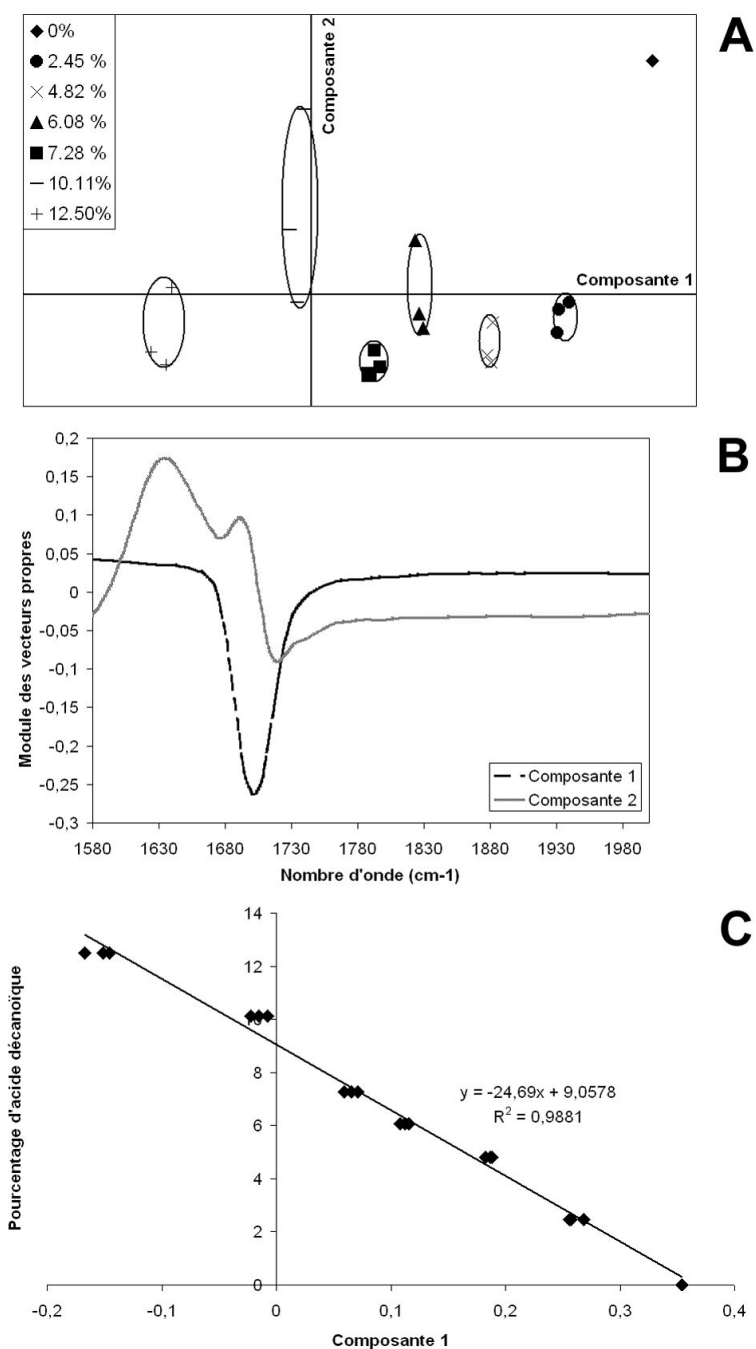 A
0%
2.45 %
4.82 %
6.08 %
7.28 %
10.11%
12.50%
Composante 2
Composante 1
B
Module des vecteurs propres
0,2
0,15
0,1
0,05
0
-0,05
-0,1
-0,15
-0,2
-0,25
-0,3
Composante 1
Composante 2
1580 1630 1680 1730 1780 1830 1880 1930 1980
Nombre d'onde (cm-1)
C
Pourcentage d'acide décanoïque
14
12
10
8
6
4
2
0
y = -24,69x + 9,0578
R² = 0,9881
-0,2 -0,1 0 0,1 0,2 0,3 0,4
Composante 1